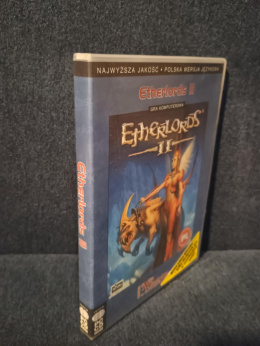 NAJWYŻSZA JAKOŚĆ • POLSKA WERSJA JĘZYKOWA
Etherlords II
GRA KOMPUTEROWA
ETHERLORDS
II
Etherlords II